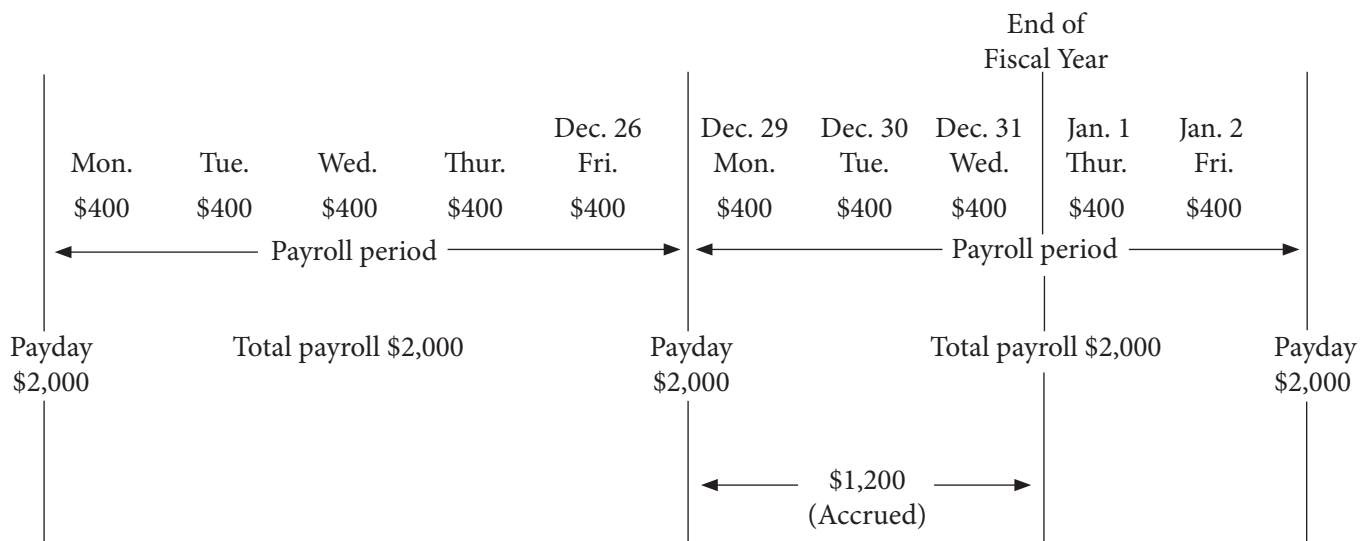 End of
Fiscal Year
Dec. 26 Dec. 29 Dec. 30 Dec. 31 Jan. 1 Jan. 2
Mon. Tue. Wed. Thur. Fri. Mon. Tue. Wed. Thur. Fri.
$400 $400 $400 $400 $400 $400 $400 $400 $400 $400
Payroll period Payroll period
Payday Total payroll $2,000 Payday Total payroll $2,000 Payday
$2,000 $2,000 $2,000
$1,200
(Accrued)